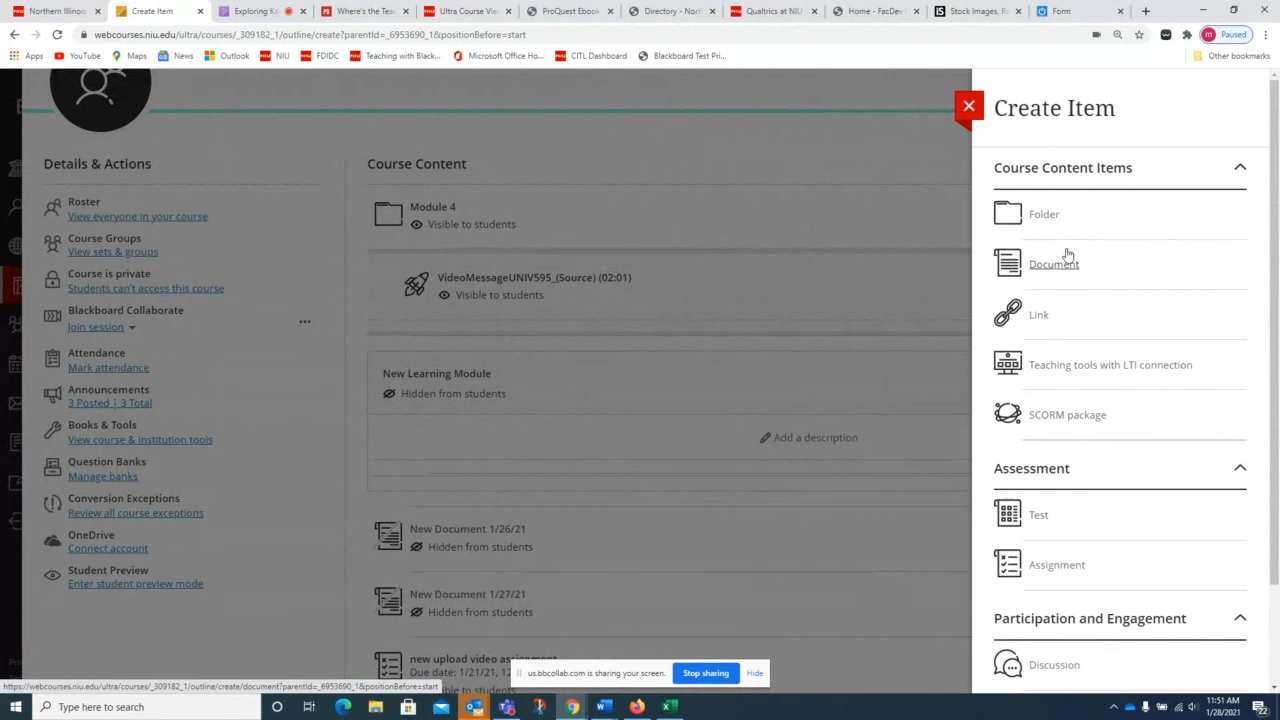 Northern Illinois
Create Item
Exploring Ka
Where's the Tea
Ultra Course View
ProQuest Ebook
Directory - North
Qualtrics at NIU
Home - FacDev
Stock Images, R
Form
webcourses.niu.edu/ultra/courses/_309182_1/outline/create?parentId=_6953690_1&positionBefore=start
Paused
Apps
YouTube
Maps
News
Outlook
NIU
FDIDC
Teaching with Black...
Microsoft Office Ho...
CITL Dashboard
Blackboard Test Pri...
Other bookmarks
Create Item
Details & Actions
Course Content
Course Content Items
Roster
View everyone in your course
Course Groups
View sets & groups
Course is private
Students can't access this course
Blackboard Collaborate
Join session
Attendance
Mark attendance
Announcements
3 Posted | 3 Total
Books & Tools
View course & institution tools
Question Banks
Manage banks
Conversion Exceptions
Review all course exceptions
OneDrive
Connect account
Student Preview
Enter student preview mode
Module 4
Visible to students
VideoMessageUNIV595_(Source) (02:01)
Visible to students
New Learning Module
Hidden from students
Add a description
New Document 1/26/21
Hidden from students
New Document 1/27/21
Hidden from students
new upload video assignment
Due date: 1/21/21, 12
Folder
Document
Link
Teaching tools with LTI connection
SCORM package
Assessment
Test
Assignment
Participation and Engagement
Discussion
us.bbcollab.com is sharing your screen.
Stop sharing
Hide
https://webcourses.niu.edu/ultra/courses/_309182_1/outline/create/document?parentId=_6953690_1&positionBefore=start
Type here to search
11:51 AM
1/28/2021
22